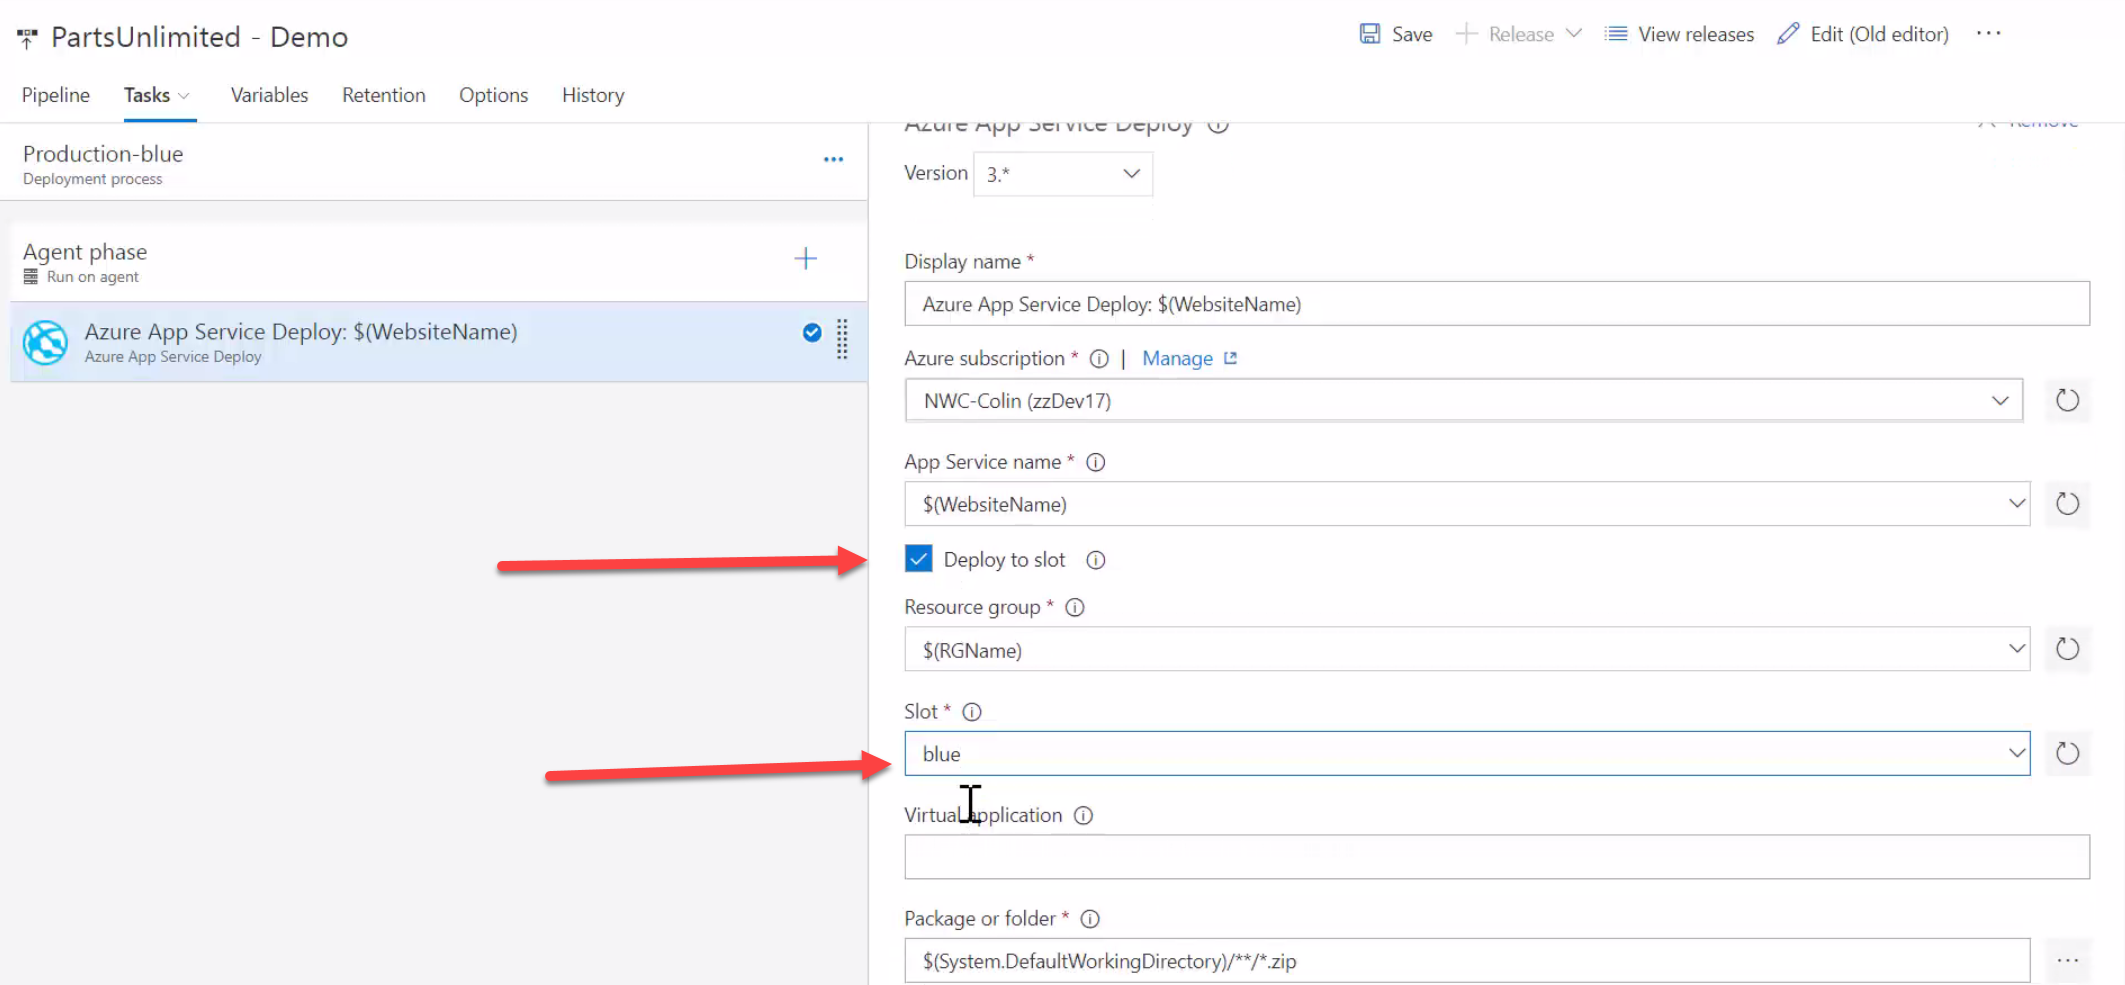 PartsUnlimited - Demo
Save
Release
View releases
Edit (Old editor)
Pipeline
Tasks
Variables
Retention
Options
History
Production-blue
Deployment process
Agent phase
Run on agent
Azure App Service Deploy: $(WebsiteName)
Azure App Service Deploy
Azure App Service Deploy
Remove
Version
3.*
Display name *
Azure App Service Deploy: $(WebsiteName)
Azure subscription * | Manage
NWC-Colin (zzDev17)
App Service name *
$(WebsiteName)
Deploy to slot
Resource group *
$(RGName)
Slot *
blue
Virtual application
Package or folder *
$(System.DefaultWorkingDirectory)/**/*.zip